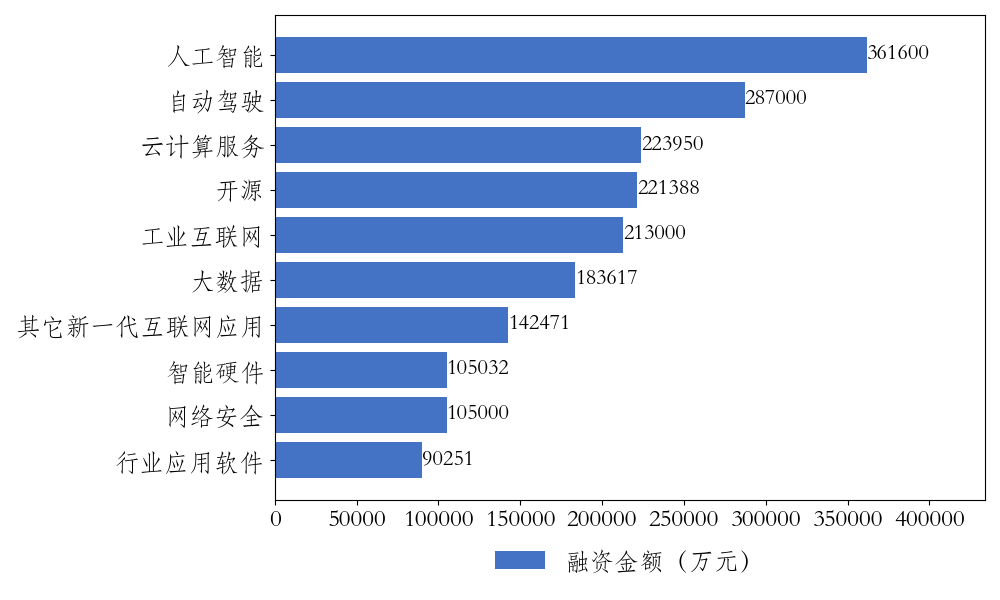 人工智能 361600
自动驾驶 287000
云计算服务 223950
开源 221388
工业互联网 213000
大数据 183617
其它新一代互联网应用 142471
智能硬件 105032
网络安全 105000
行业应用软件 90251
0 50000 100000 150000 200000 250000 300000 350000 400000
融资金额（万元）